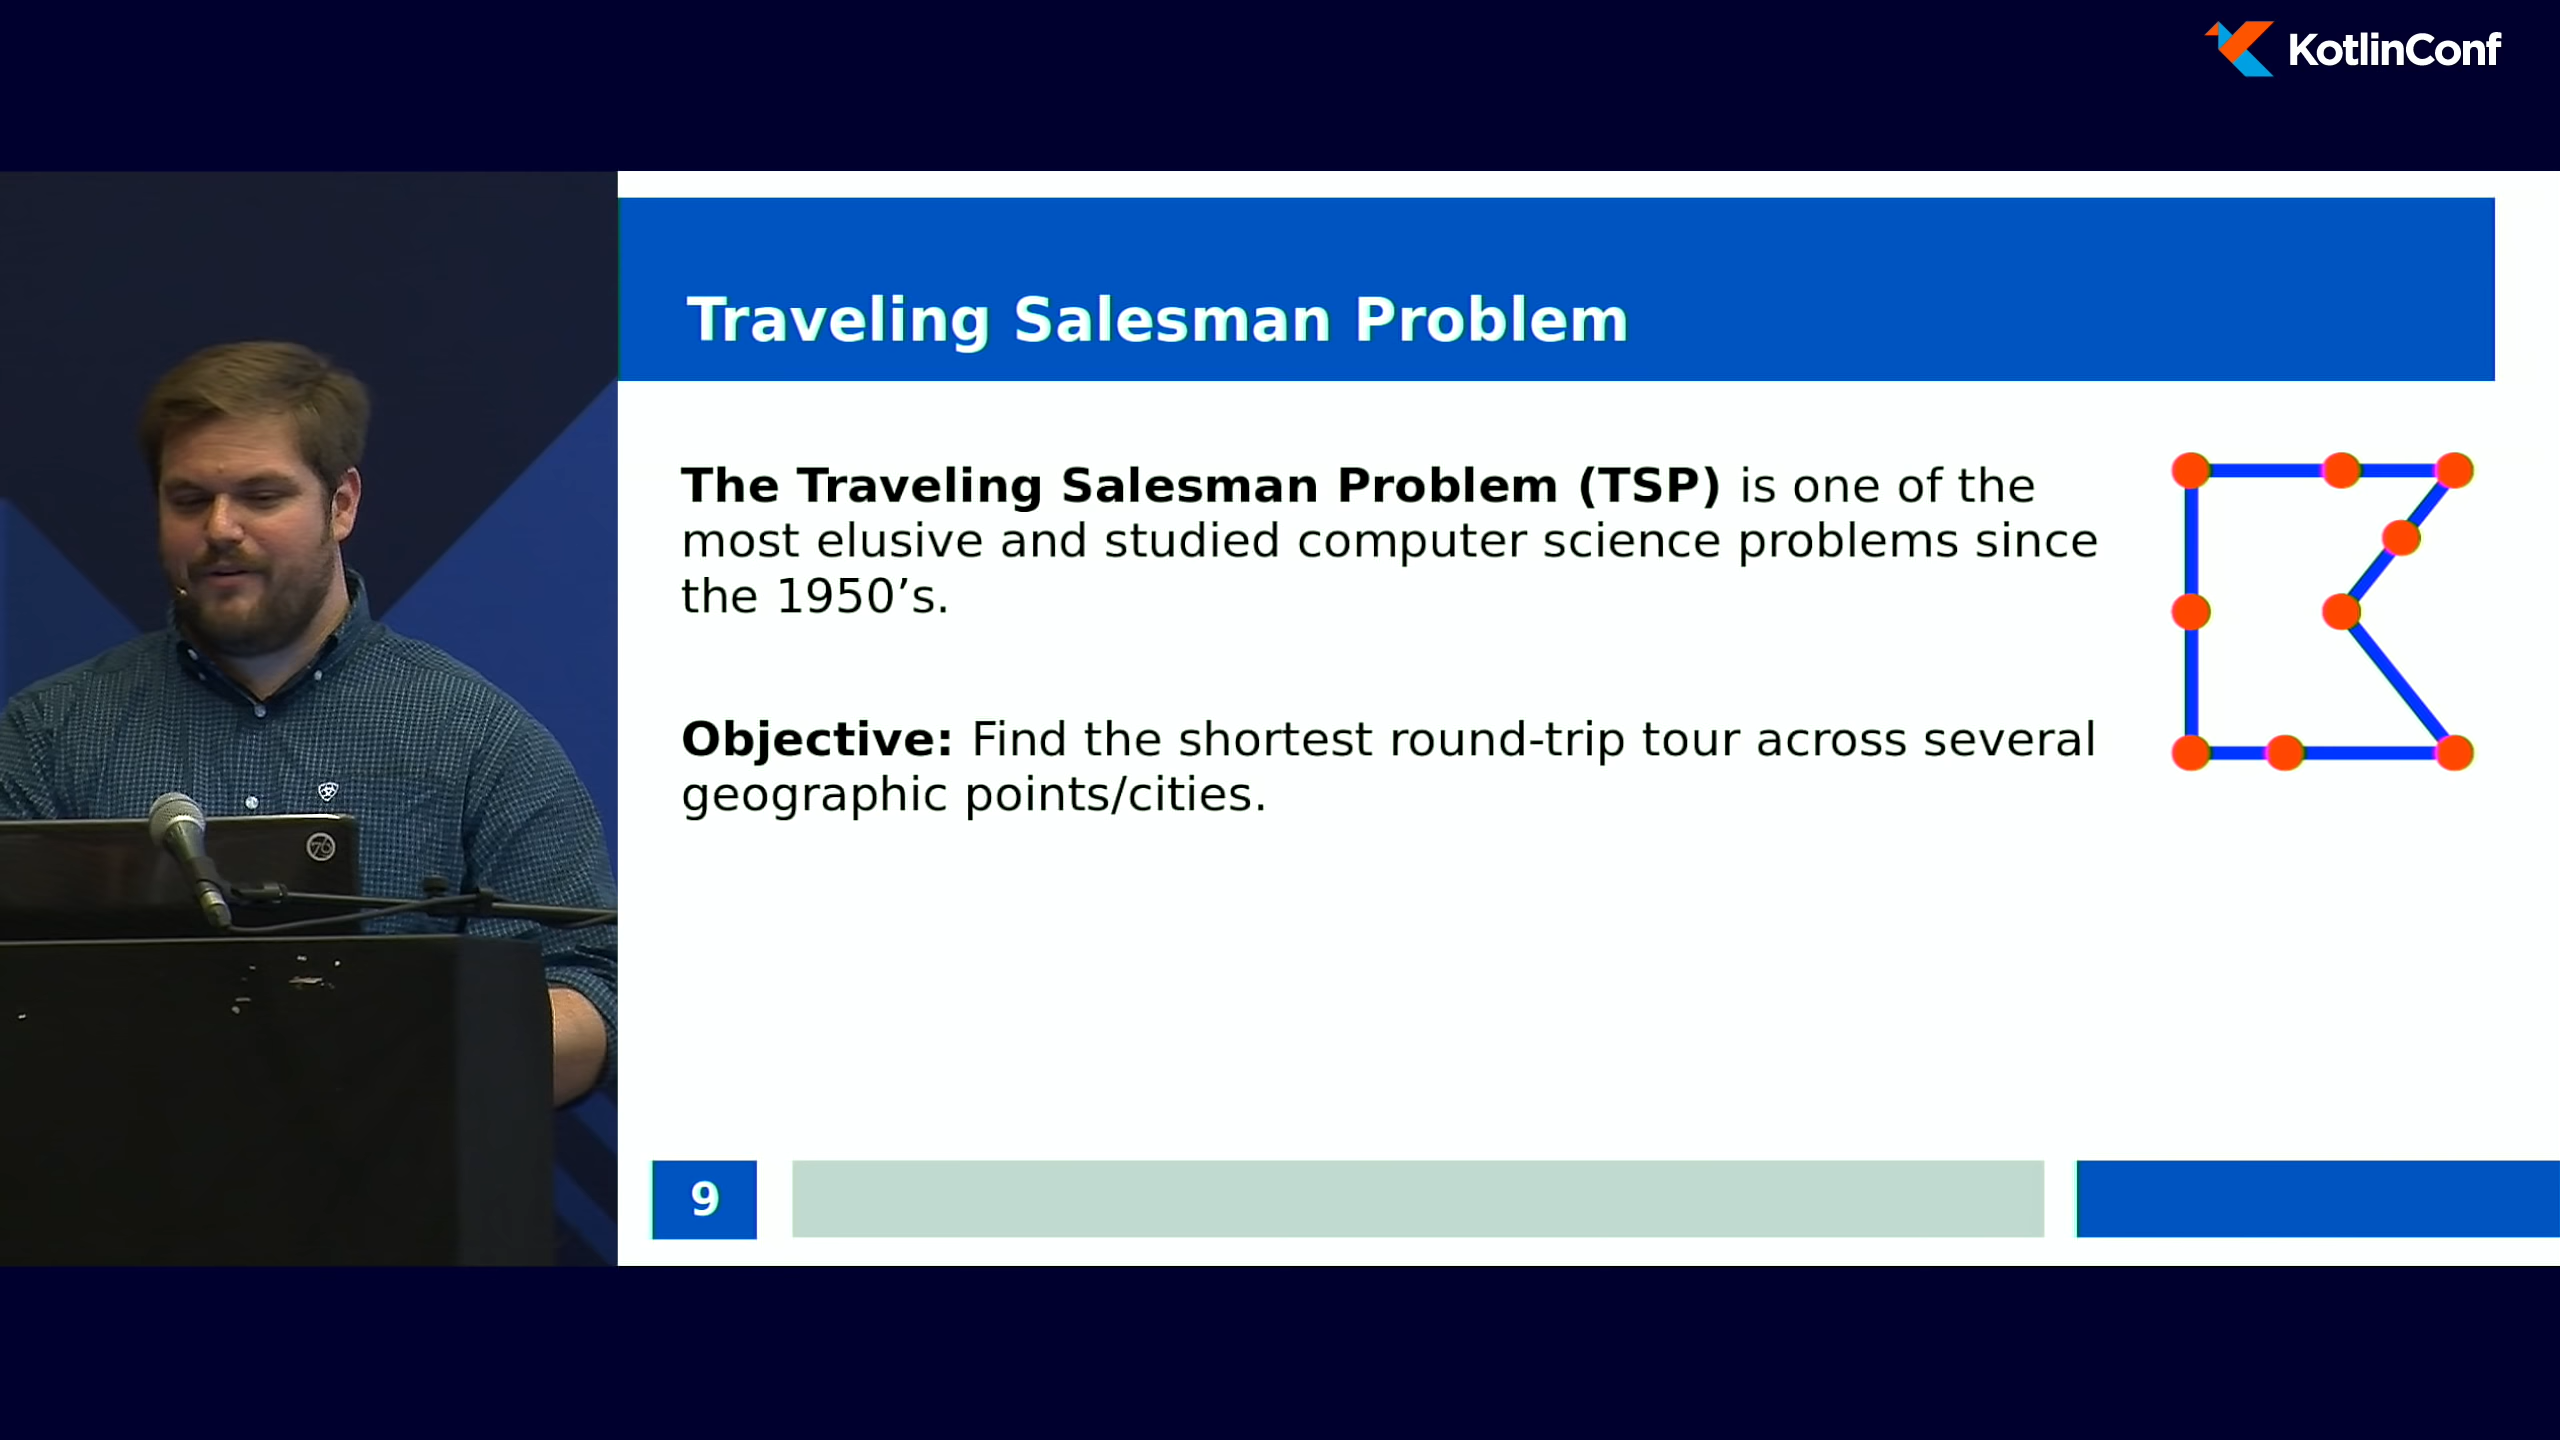 KotlinConf
Traveling Salesman Problem
The Traveling Salesman Problem (TSP) is one of the
most elusive and studied computer science problems since
the 1950’s.
Objective: Find the shortest round-trip tour across several
geographic points/cities.
76
9